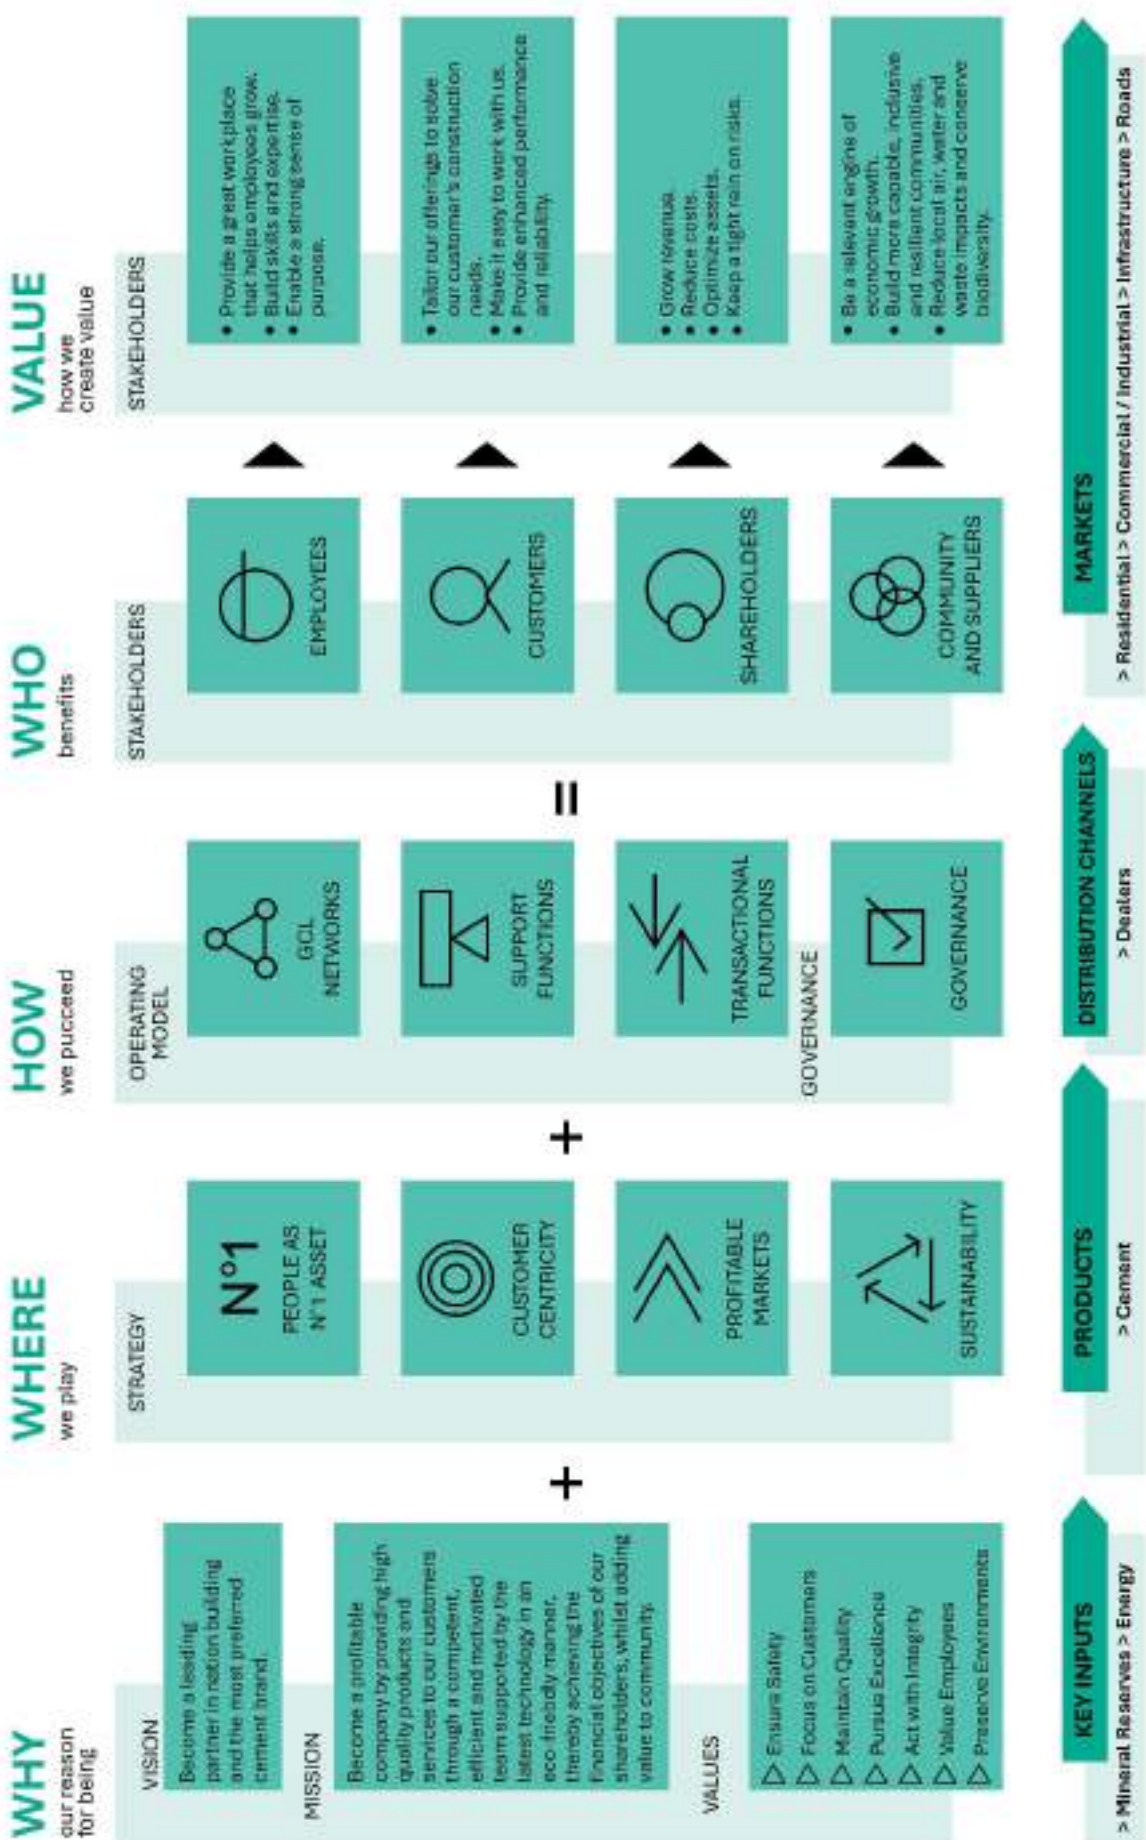 WHY
our reason
for being
VISION
Become a leading
partner in nation building
and the most preferred
cement brand.
MISSION
Become a profitable
company by providing high
quality products and
services to our customers
through a competent,
efficient and motivated
team supported by the
latest technology in an
eco-friendly manner,
thereby achieving the
financial objectives of our
shareholders, whilst adding
value to community.
VALUES
Ensure Safety
Focus on Customers
Maintain Quality
Pursue Excellence
Act with Integrity
Value Employees
Preserve Environments
+
WHERE
we play
STRATEGY
N°1
PEOPLE AS
N°1 ASSET
CUSTOMER
CENTRICITY
PROFITABLE
MARKETS
SUSTAINABILITY
+
HOW
we pucceed
OPERATING
MODEL
GCL
NETWORKS
SUPPORT
FUNCTIONS
TRANSACTIONAL
FUNCTIONS
GOVERNANCE
GOVERNANCE
=
WHO
benefits
STAKEHOLDERS
EMPLOYEES
CUSTOMERS
SHAREHOLDERS
COMMUNITY
AND SUPPLIERS
VALUE
how we
create value
STAKEHOLDERS
• Provide a great workplace
that helps employees grow.
• Build skills and expertise.
• Enable a strong sense of
purpose.
• Tailor our offerings to solve
our customer's construction
needs.
• Make it easy to work with us.
• Provide enhanced performance
and reliability.
• Grow revenue.
• Reduce costs.
• Optimize assets.
• Keep a tight rein on risks.
• Be a relevant engine of
economic growth.
• Build more capable, inclusive
and resilient communities.
• Reduce local air, water and
waste impacts and conserve
biodiversity.
KEY INPUTS
> Mineral Reserves > Energy
PRODUCTS
> Cement
DISTRIBUTION CHANNELS
> Dealers
MARKETS
> Residential > Commercial / Industrial > Infrastructure > Roads